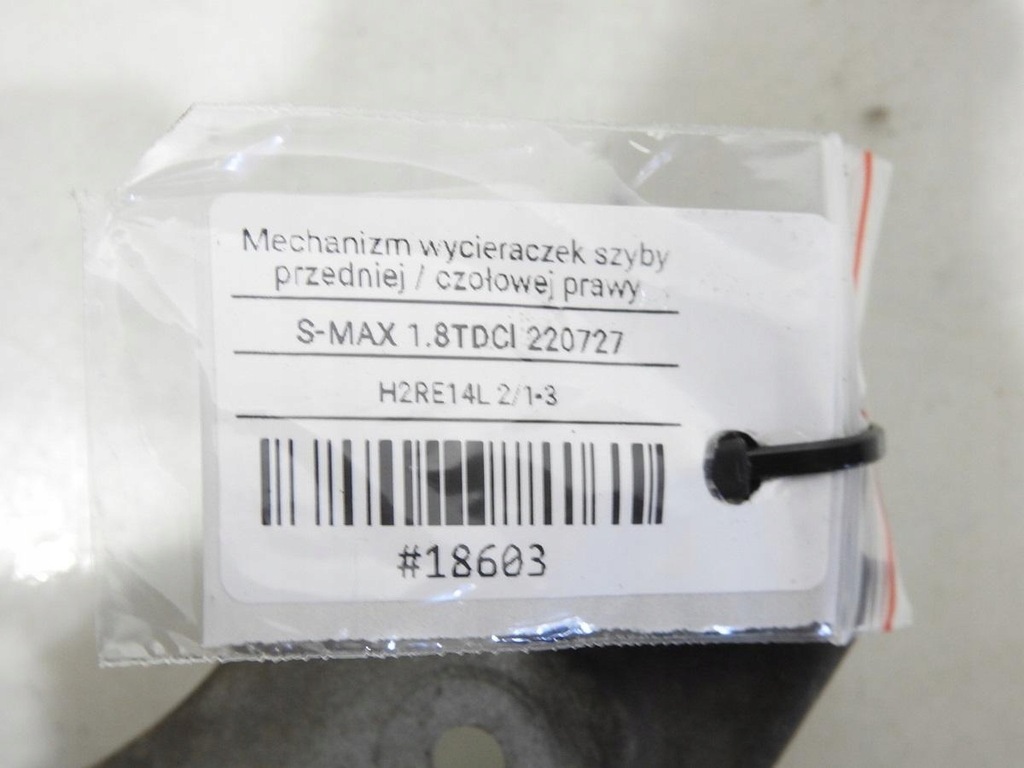 Mechanizm wycieraczek szyby
przedniej / czołowej prawy
S-MAX 1.8TDCI 220727
H2RE14L 2/1-3
#18603